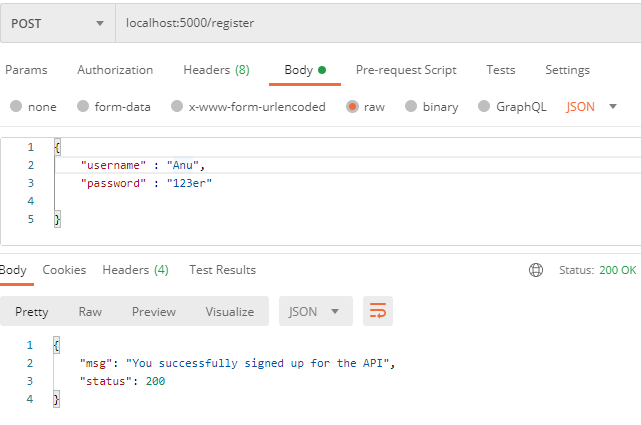 POST localhost:5000/register
Params Authorization Headers (8) Body Pre-request Script Tests Settings
none form-data x-www-form-urlencoded raw binary GraphQL JSON
1 {
2 "username" : "Anu",
3 "password" : "123er"
4
5 }
Body Cookies Headers (4) Test Results Status: 200 OK
Pretty Raw Preview Visualize JSON
1 {
2 "msg": "You successfully signed up for the API",
3 "status": 200
4 }